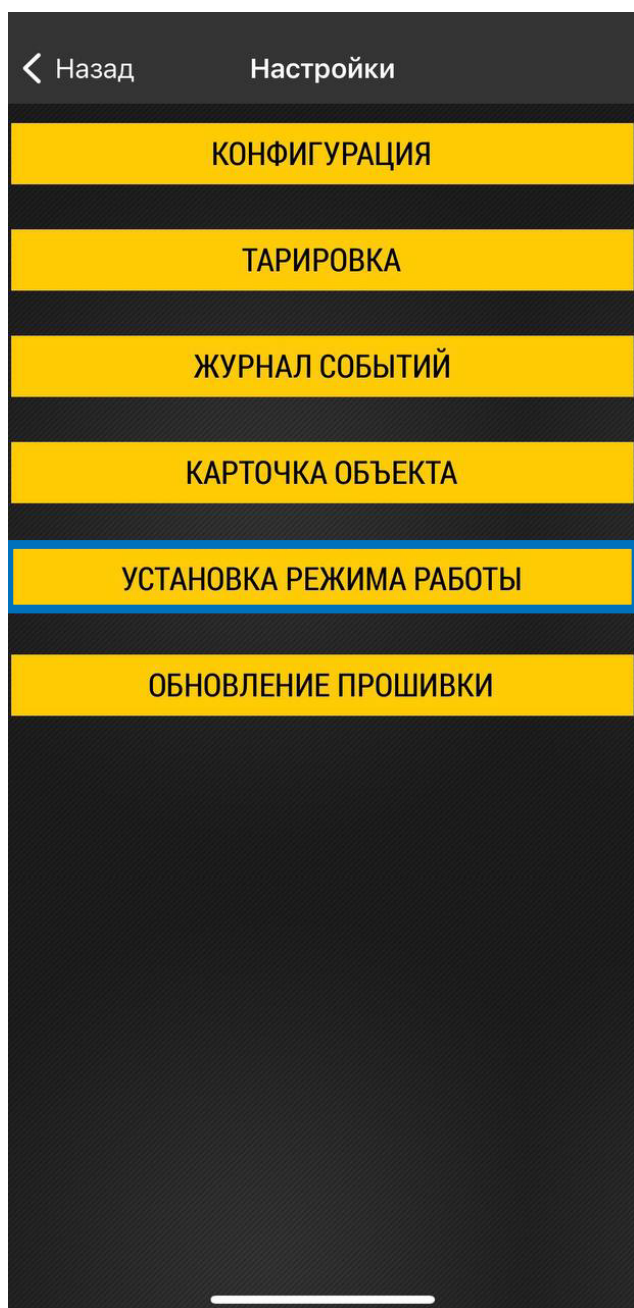 Назад
Настройки
КОНФИГУРАЦИЯ
ТАРИРОВКА
ЖУРНАЛ СОБЫТИЙ
КАРТОЧКА ОБЪЕКТА
УСТАНОВКА РЕЖИМА РАБОТЫ
ОБНОВЛЕНИЕ ПРОШИВКИ